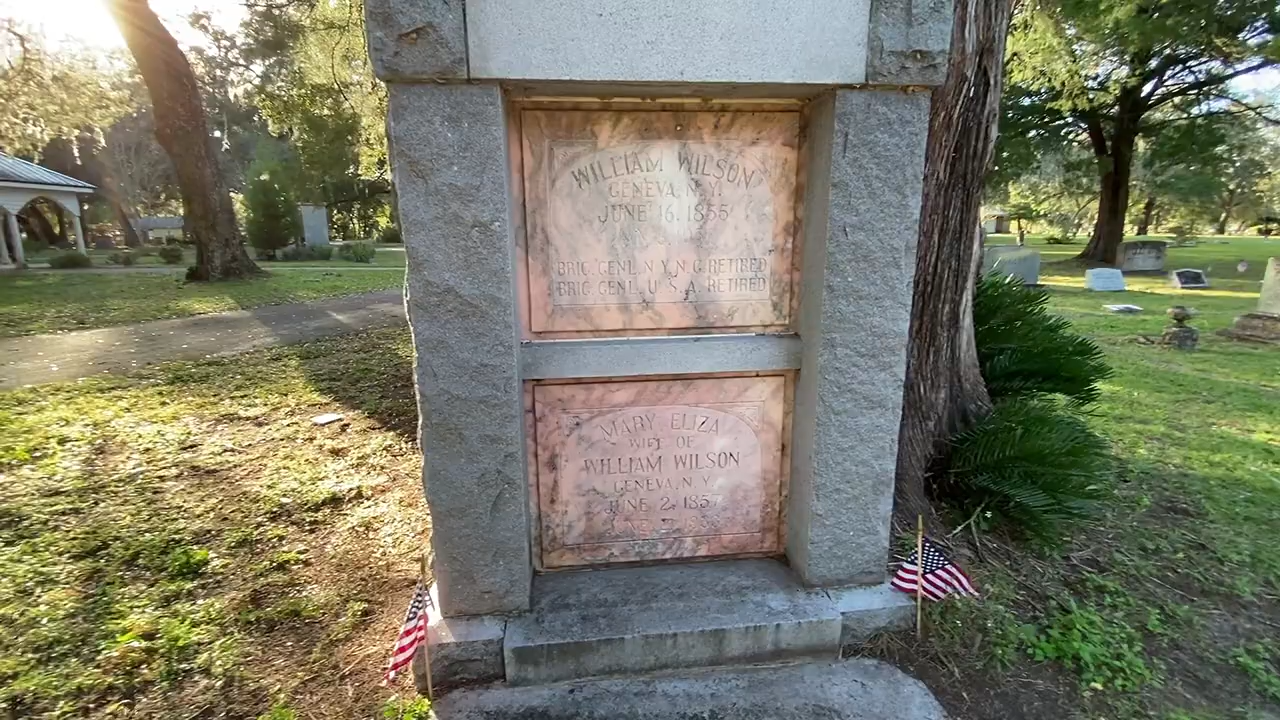 WILLIAM WILSON
GENEVA, N.Y.
JUNE 16, 1855
BRIG. GENL. N.Y.N.G. RETIRED
BRIG. GENL. U.S.A. RETIRED
MARY ELIZA
WIFE OF
WILLIAM WILSON
GENEVA, N.Y.
JUNE 2, 1857
JUNE